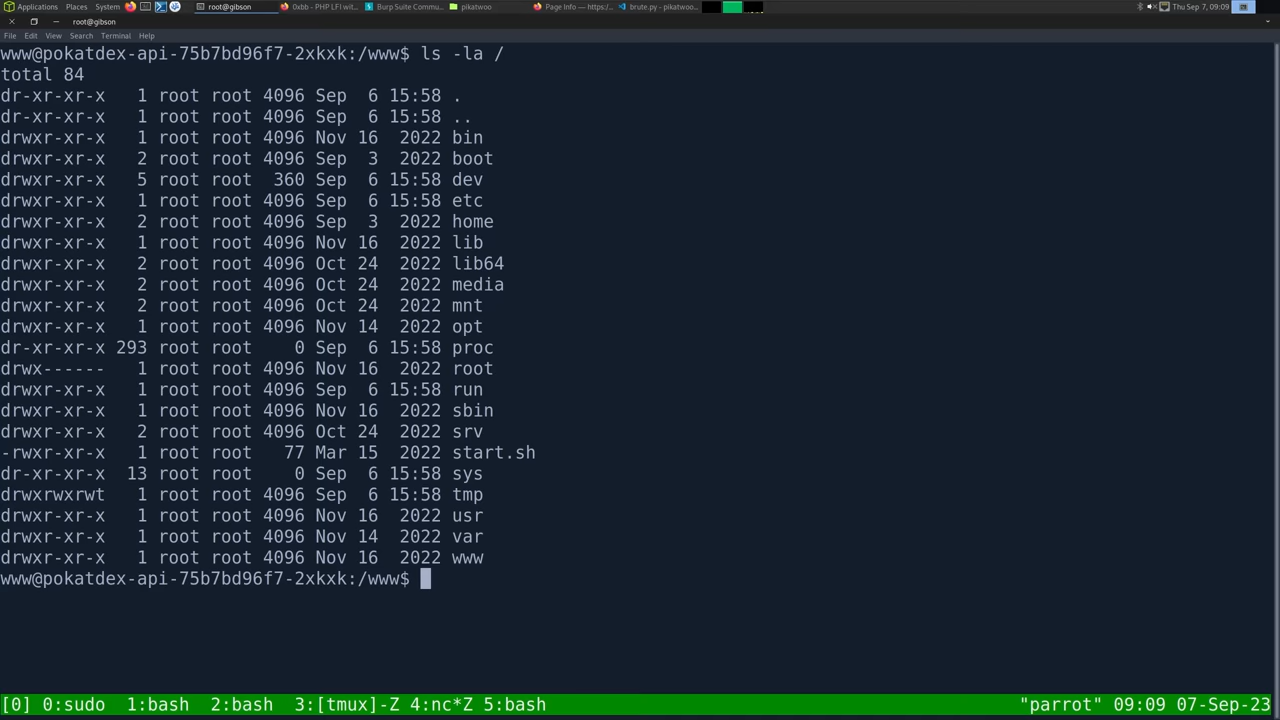 Applications Places System root@gibson 0xbb - PHP LFI wit... Burp Suite Commu... pikatwoo Page Info — https:/... brute.py - pikatwoo... Thu Sep 7, 09:09
root@gibson
File Edit View Search Terminal Help
www@pokatdex-api-75b7bd96f7-2xkxk:/www$ ls -la /
total 84
dr-xr-xr-x   1 root root 4096 Sep  6 15:58 .
dr-xr-xr-x   1 root root 4096 Sep  6 15:58 ..
drwxr-xr-x   1 root root 4096 Nov 16  2022 bin
drwxr-xr-x   2 root root 4096 Sep  3  2022 boot
drwxr-xr-x   5 root root  360 Sep  6 15:58 dev
drwxr-xr-x   1 root root 4096 Sep  6 15:58 etc
drwxr-xr-x   2 root root 4096 Sep  3  2022 home
drwxr-xr-x   1 root root 4096 Nov 16  2022 lib
drwxr-xr-x   2 root root 4096 Oct 24  2022 lib64
drwxr-xr-x   2 root root 4096 Oct 24  2022 media
drwxr-xr-x   2 root root 4096 Oct 24  2022 mnt
drwxr-xr-x   1 root root 4096 Nov 14  2022 opt
dr-xr-xr-x 293 root root    0 Sep  6 15:58 proc
drwx------   1 root root 4096 Nov 16  2022 root
drwxr-xr-x   1 root root 4096 Sep  6 15:58 run
drwxr-xr-x   1 root root 4096 Nov 16  2022 sbin
drwxr-xr-x   2 root root 4096 Oct 24  2022 srv
-rwxr-xr-x   1 root root   77 Mar 15  2022 start.sh
dr-xr-xr-x  13 root root    0 Sep  6 15:58 sys
drwxrwxrwt   1 root root 4096 Sep  6 15:58 tmp
drwxr-xr-x   1 root root 4096 Nov 16  2022 usr
drwxr-xr-x   1 root root 4096 Nov 14  2022 var
drwxr-xr-x   1 root root 4096 Nov 16  2022 www
www@pokatdex-api-75b7bd96f7-2xkxk:/www$
[0] 0:sudo  1:bash  2:bash  3:[tmux]-Z 4:nc*Z 5:bash "parrot" 09:09 07-Sep-23